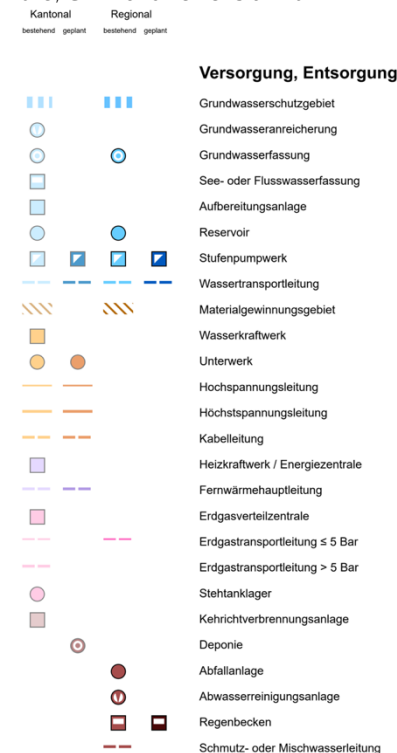 Kantonal Regional
bestehend geplant bestehend geplant
Versorgung, Entsorgung
Grundwasserschutzgebiet
Grundwasseranreicherung
Grundwasserfassung
See- oder Flusswasserfassung
Aufbereitungsanlage
Reservoir
Stufenpumpwerk
Wassertransportleitung
Materialgewinnungsgebiet
Wasserkraftwerk
Unterwerk
Hochspannungsleitung
Höchstspannungsleitung
Kabelleitung
Heizkraftwerk / Energiezentrale
Fernwärmehauptleitung
Erdgasverteilzentrale
Erdgastransportleitung ≤ 5 Bar
Erdgastransportleitung > 5 Bar
Stehtanklager
Kehrichtverbrennungsanlage
Deponie
Abfallanlage
Abwasserreinigungsanlage
Regenbecken
Schmutz- oder Mischwasserleitung